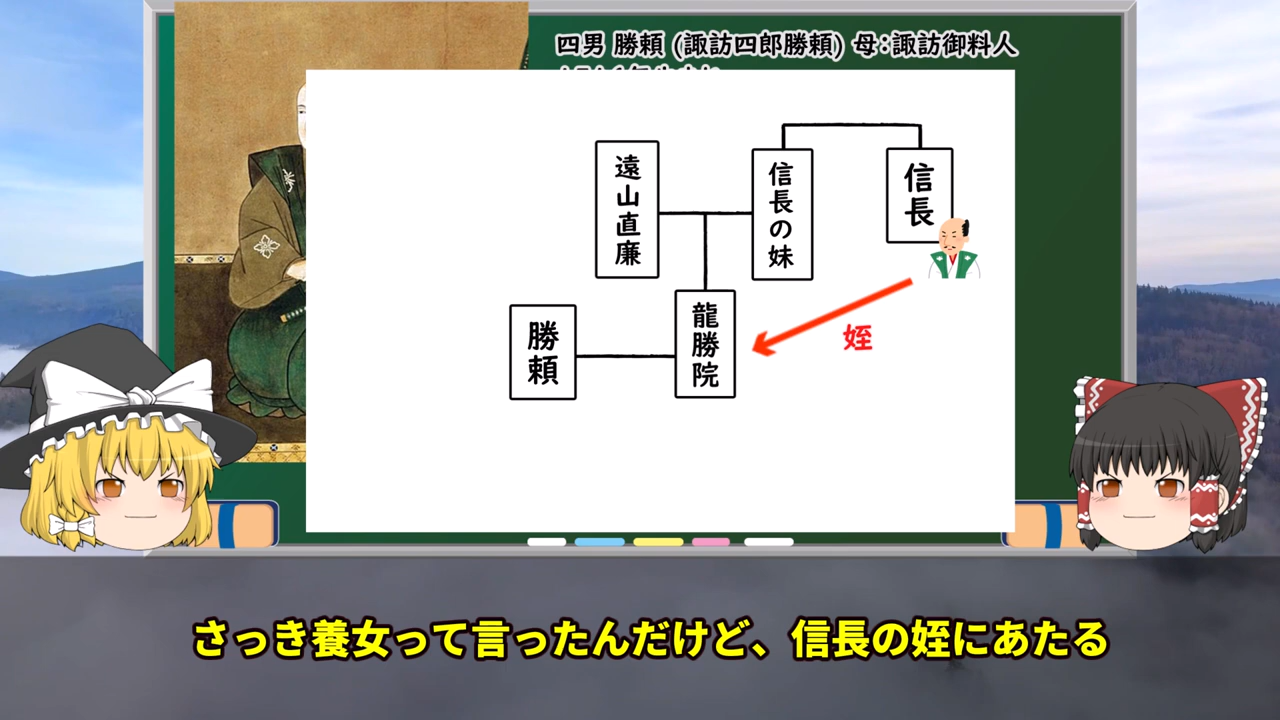 四男 勝頼 (諏訪四郎勝頼) 母:諏訪御料人
遠山直廉
信長の妹
信長
勝頼
龍勝院
姪
さっき養女って言ったんだけど、信長の姪にあたる